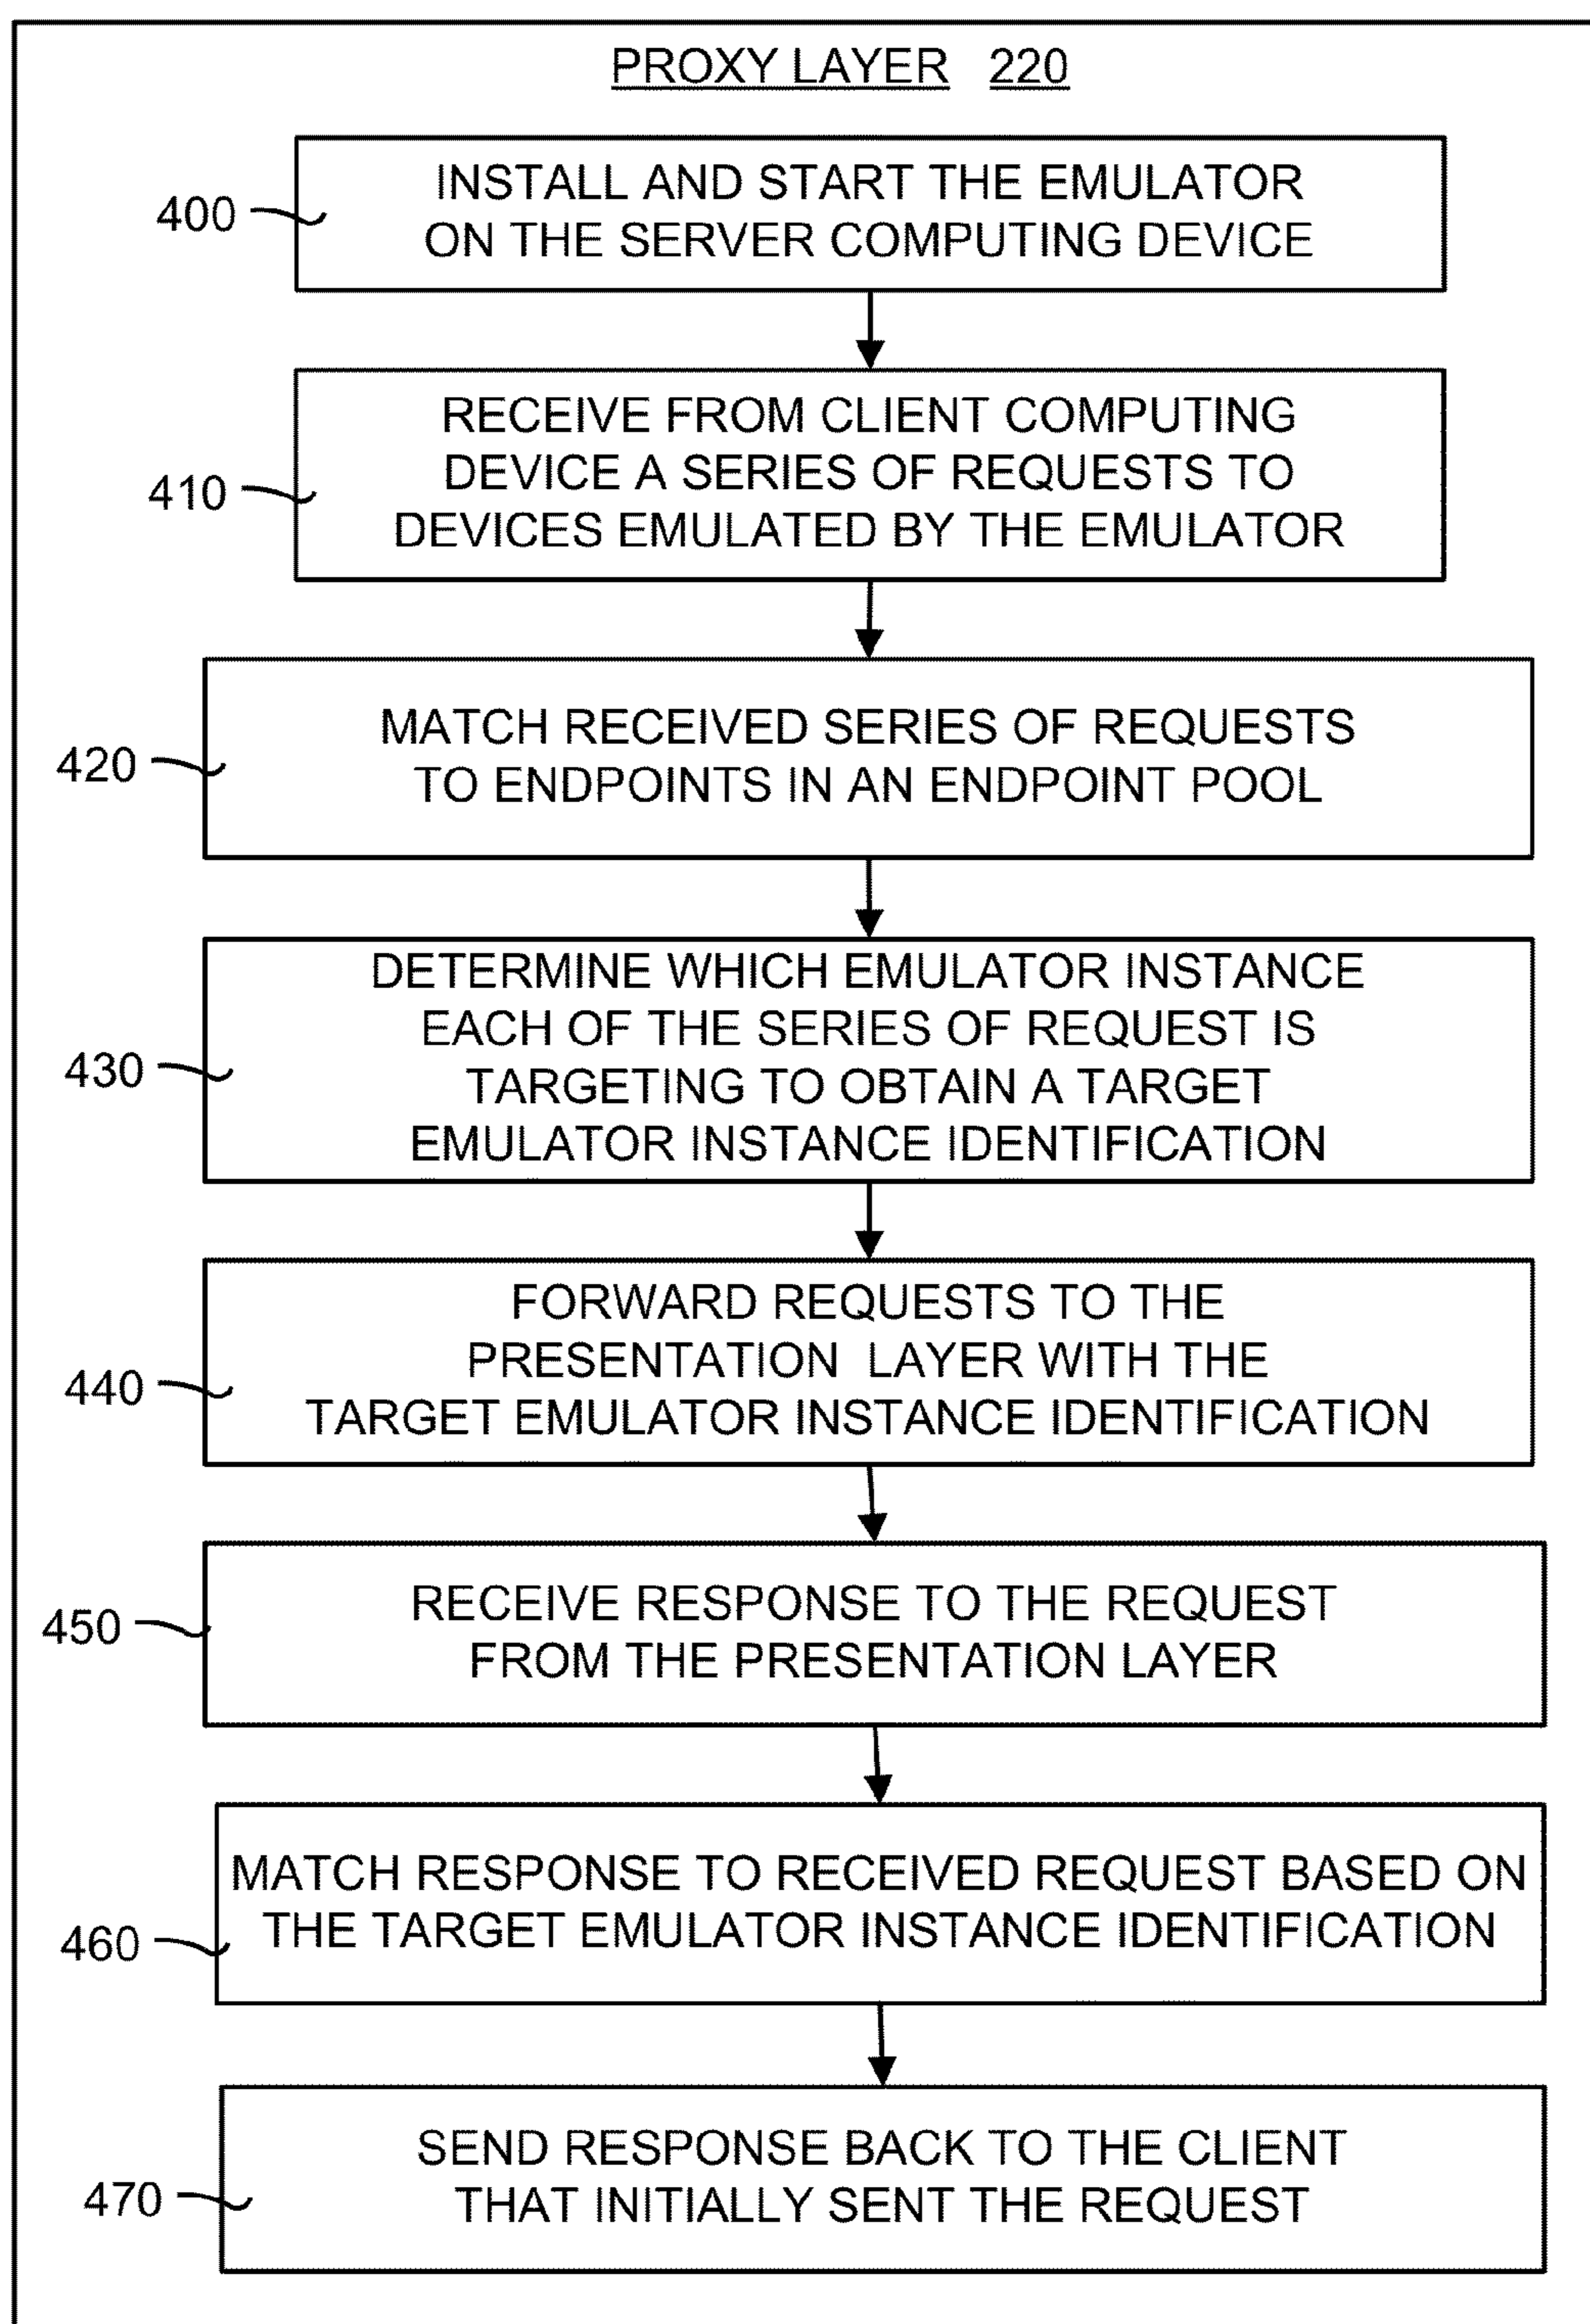 PROXY LAYER 220
400
INSTALL AND START THE EMULATOR
ON THE SERVER COMPUTING DEVICE
410
RECEIVE FROM CLIENT COMPUTING
DEVICE A SERIES OF REQUESTS TO
DEVICES EMULATED BY THE EMULATOR
420
MATCH RECEIVED SERIES OF REQUESTS
TO ENDPOINTS IN AN ENDPOINT POOL
430
DETERMINE WHICH EMULATOR INSTANCE
EACH OF THE SERIES OF REQUEST IS
TARGETING TO OBTAIN A TARGET
EMULATOR INSTANCE IDENTIFICATION
440
FORWARD REQUESTS TO THE
PRESENTATION LAYER WITH THE
TARGET EMULATOR INSTANCE IDENTIFICATION
450
RECEIVE RESPONSE TO THE REQUEST
FROM THE PRESENTATION LAYER
460
MATCH RESPONSE TO RECEIVED REQUEST BASED ON
THE TARGET EMULATOR INSTANCE IDENTIFICATION
470
SEND RESPONSE BACK TO THE CLIENT
THAT INITIALLY SENT THE REQUEST